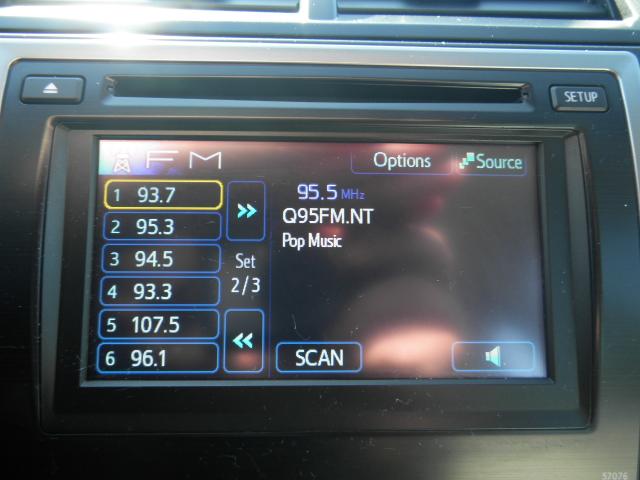 SETUP
FM Options Source
1 93.7
2 95.3
3 94.5
4 93.3
5 107.5
6 96.1
Set
2/3
95.5 MHz
Q95FM.NT
Pop Music
SCAN
57076